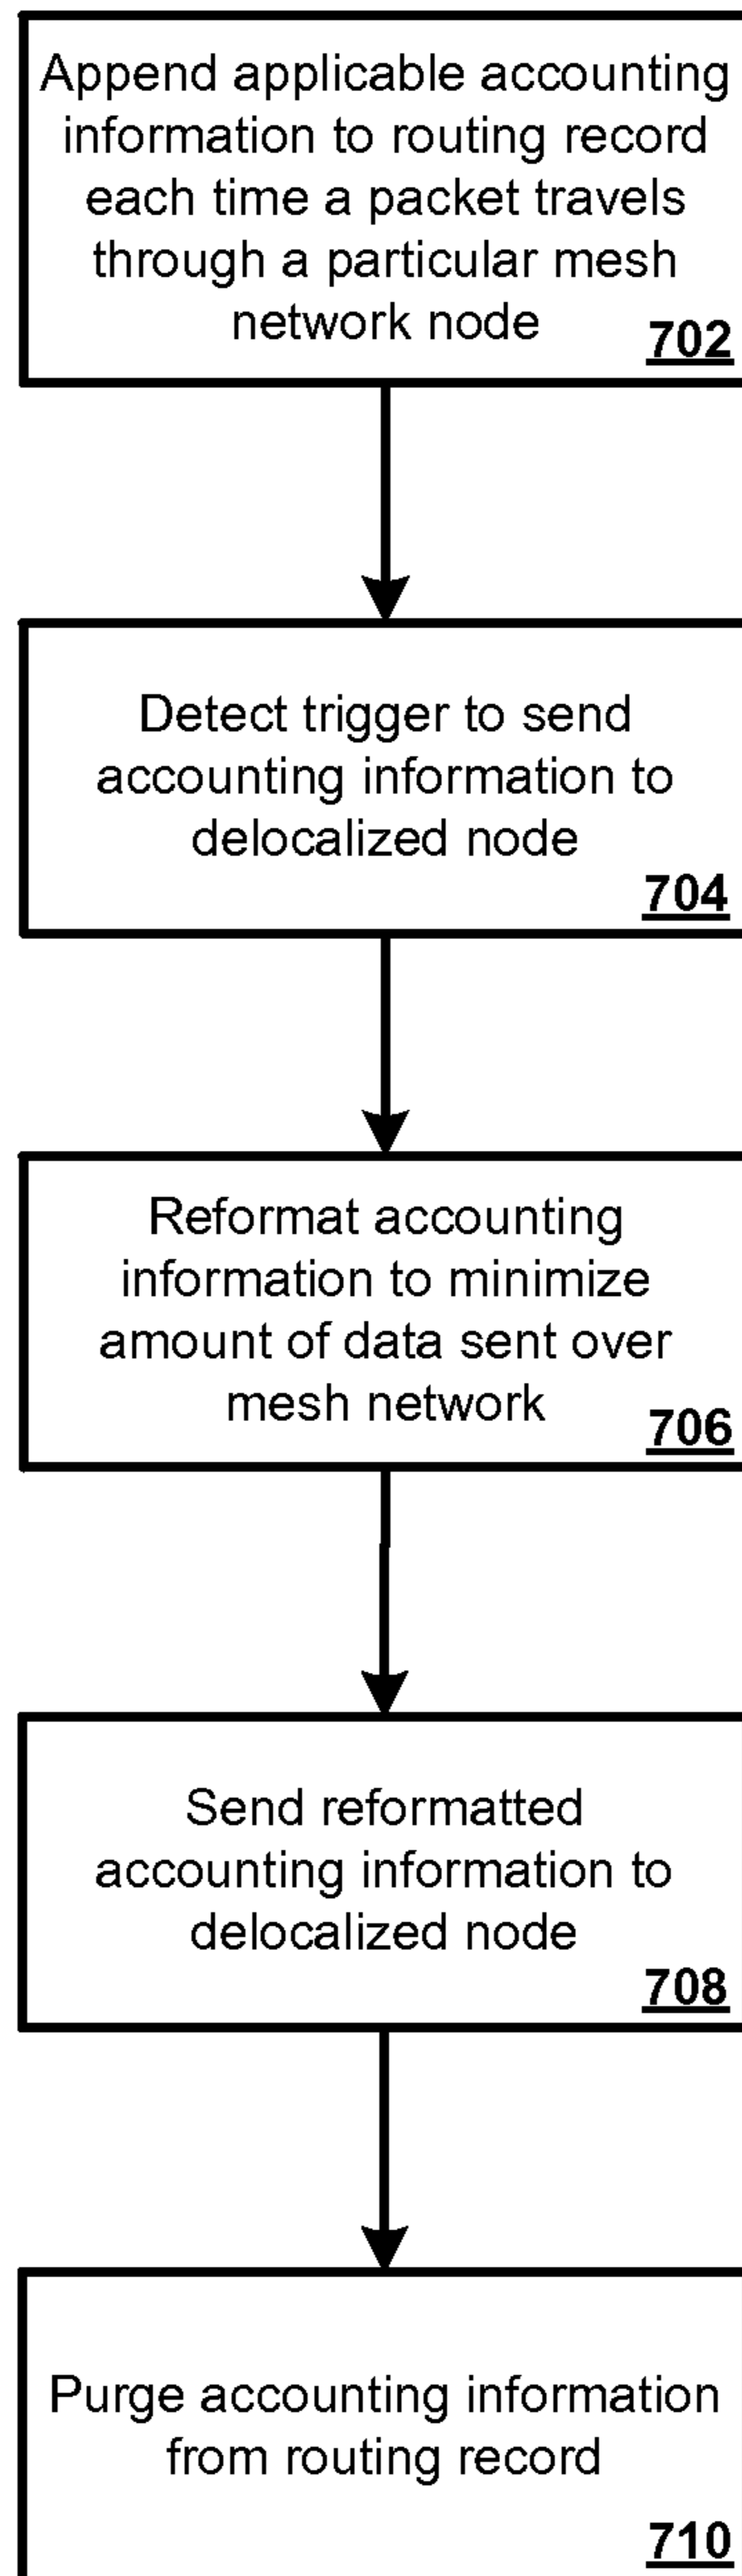 Append applicable accounting
information to routing record
each time a packet travels
through a particular mesh
network node
702
Detect trigger to send
accounting information to
delocalized node
704
Reformat accounting
information to minimize
amount of data sent over
mesh network
706
Send reformatted
accounting information to
delocalized node
708
Purge accounting information
from routing record
710